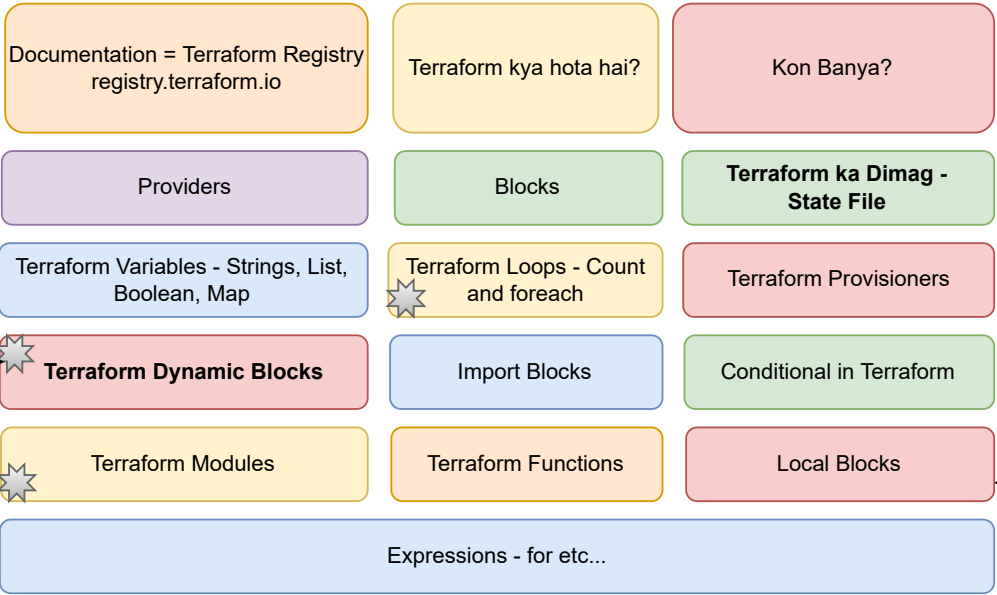 Documentation = Terraform Registry
registry.terraform.io
Terraform kya hota hai?
Kon Banya?
Providers
Blocks
Terraform ka Dimag -
State File
Terraform Variables - Strings, List,
Boolean, Map
Terraform Loops - Count
and foreach
Terraform Provisioners
Terraform Dynamic Blocks
Import Blocks
Conditional in Terraform
Terraform Modules
Terraform Functions
Local Blocks
Expressions - for etc...